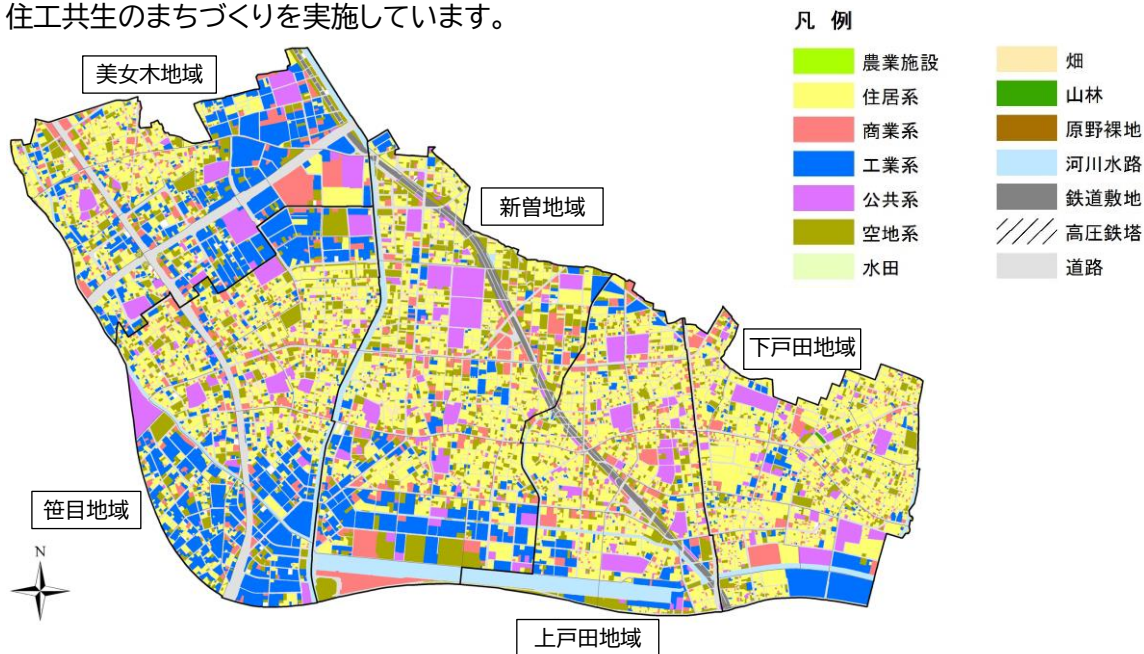 住工共生のまちづくりを実施しています。
凡 例
農業施設
住居系
商業系
工業系
公共系
空地系
水田
畑
山林
原野裸地
河川水路
鉄道敷地
高圧鉄塔
道路
美女木地域
新曽地域
下戸田地域
笹目地域
N
上戸田地域